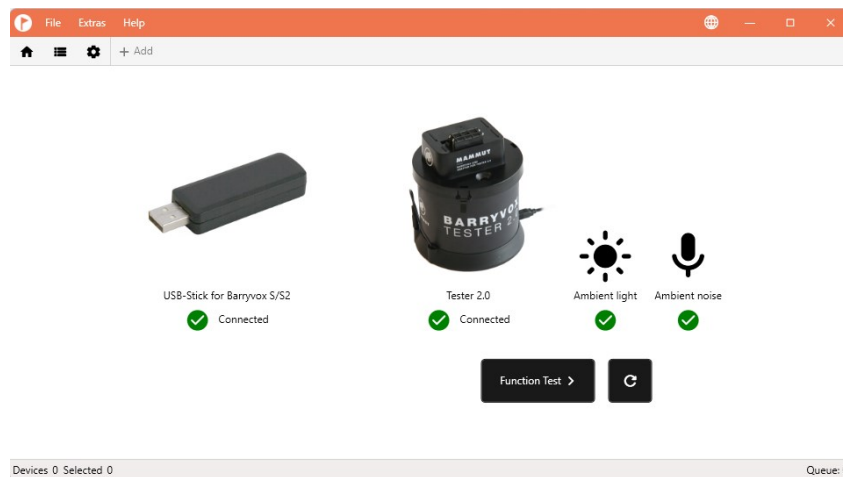 File Extras Help
+ Add
MAMMUT
BARRYVOX
TESTER 2.0
USB-Stick for Barryvox S/S2
Connected
Tester 2.0
Connected
Ambient light
Ambient noise
Function Test >
Devices 0 Selected 0
Queue: